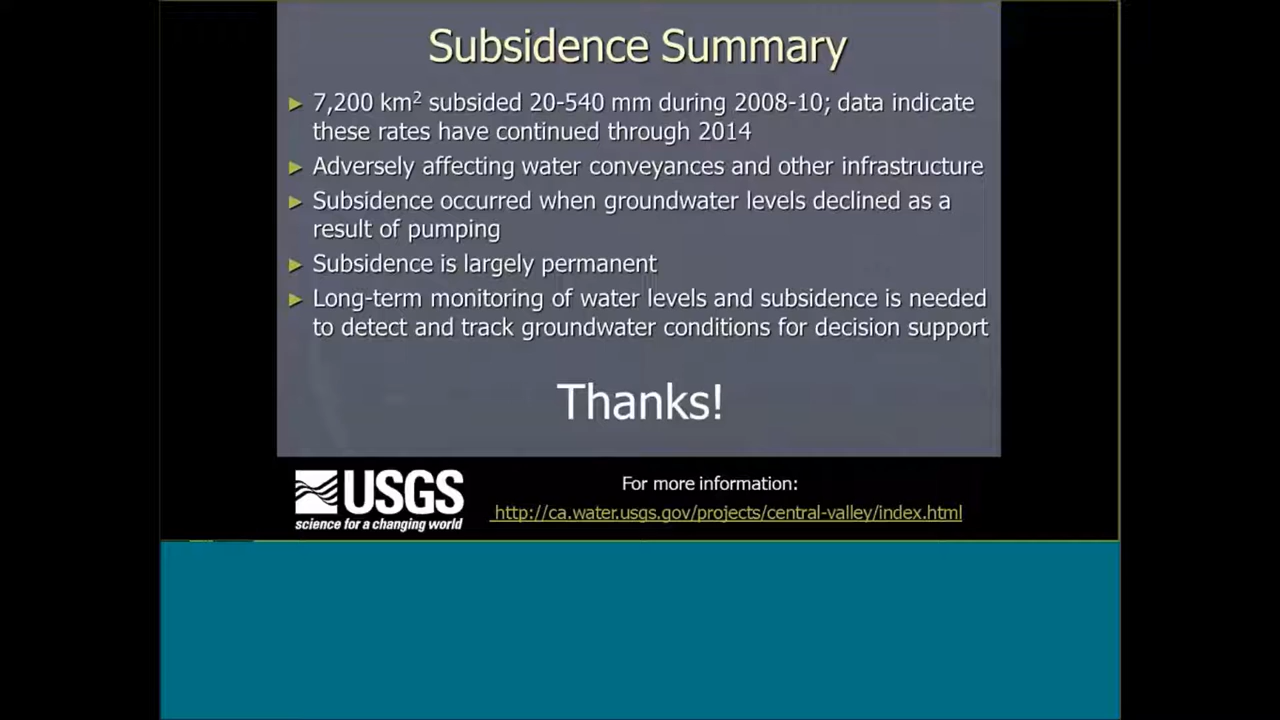 Subsidence Summary
► 7,200 km² subsided 20-540 mm during 2008-10; data indicate
these rates have continued through 2014
► Adversely affecting water conveyances and other infrastructure
► Subsidence occurred when groundwater levels declined as a
result of pumping
► Subsidence is largely permanent
► Long-term monitoring of water levels and subsidence is needed
to detect and track groundwater conditions for decision support
Thanks!
USGS
science for a changing world
For more information:
http://ca.water.usgs.gov/projects/central-valley/index.html